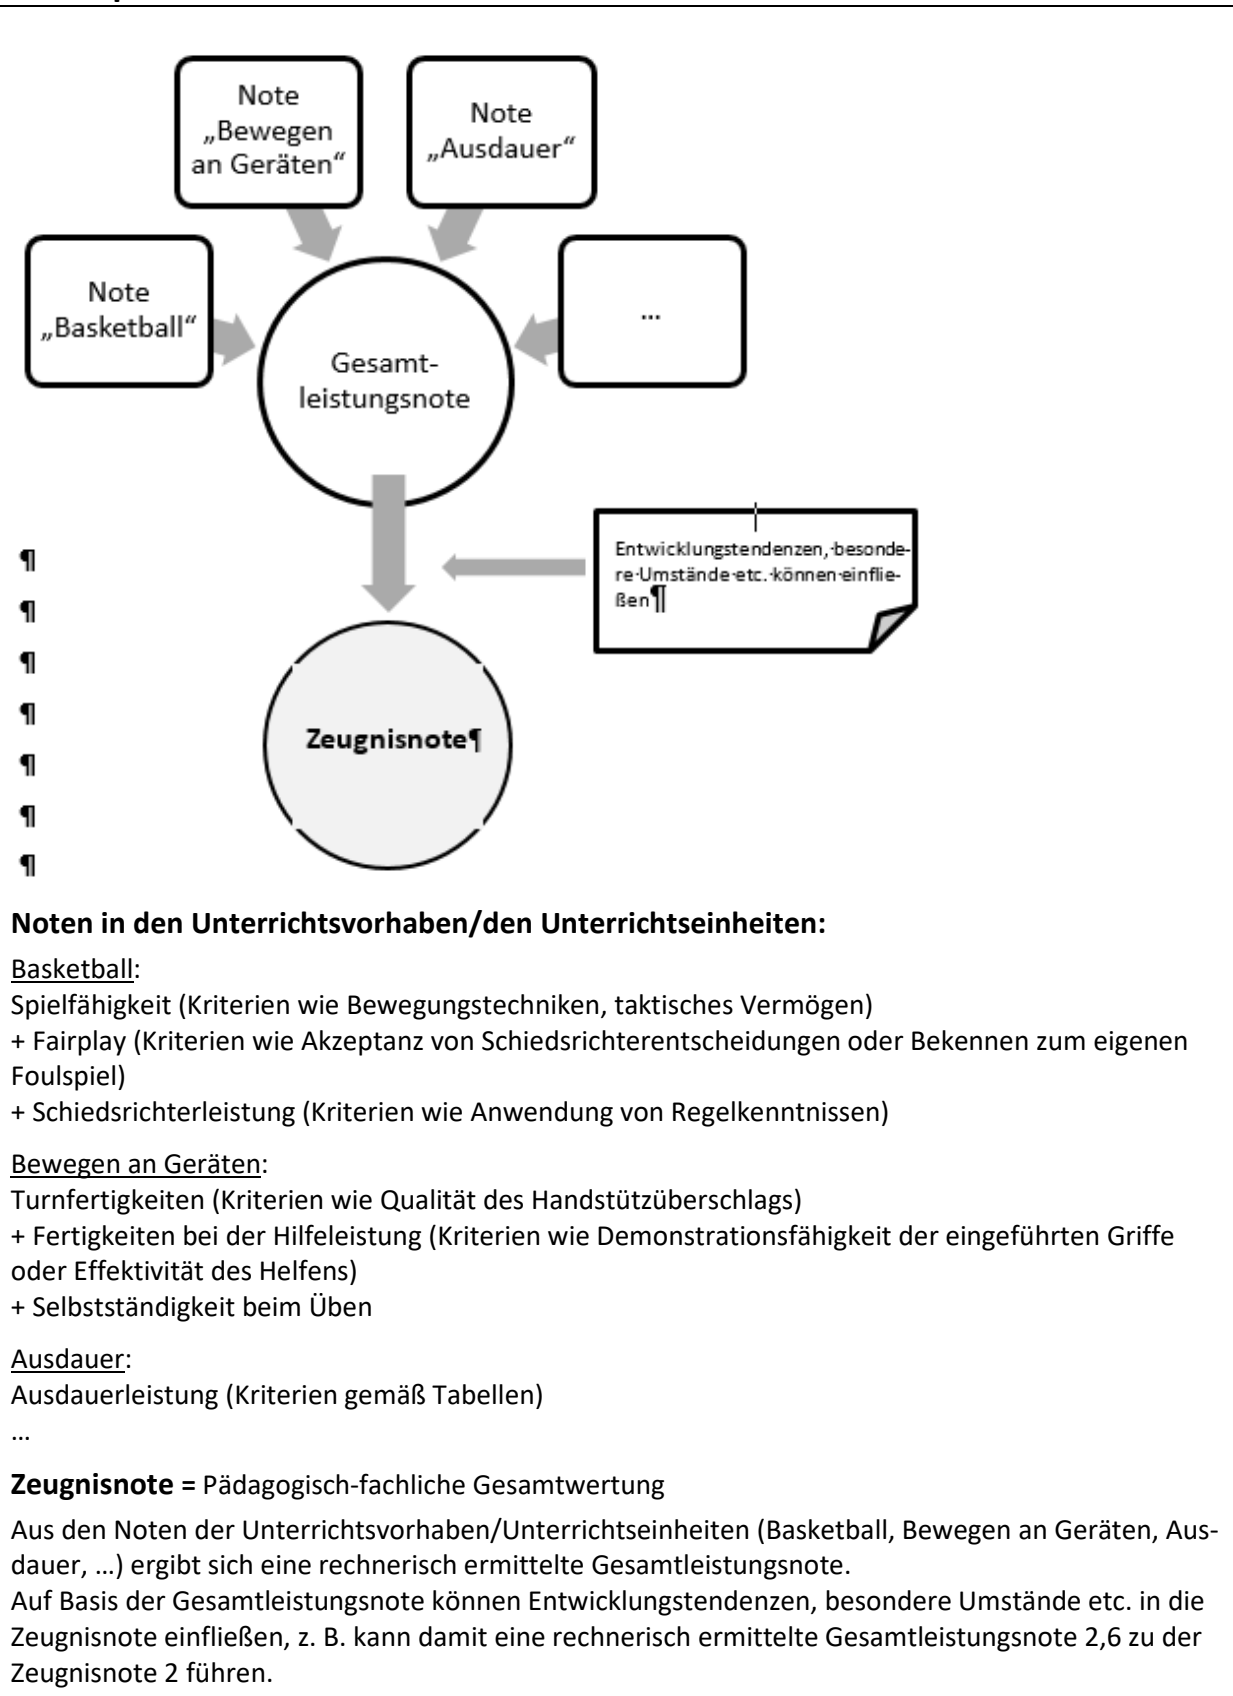 Note
„Bewegen
an Geräten“
Note
„Ausdauer“
Note
„Basketball“
...
Gesamt-
leistungsnote
Entwicklungstendenzen,·besonde-
re·Umstände·etc.·können·einflie-
ßen¶
¶
¶
¶
¶
¶
¶
¶
Zeugnisnote¶
Noten in den Unterrichtsvorhaben/den Unterrichtseinheiten:
Basketball:
Spielfähigkeit (Kriterien wie Bewegungstechniken, taktisches Vermögen)
+ Fairplay (Kriterien wie Akzeptanz von Schiedsrichterentscheidungen oder Bekennen zum eigenen
Foulspiel)
+ Schiedsrichterleistung (Kriterien wie Anwendung von Regelkenntnissen)
Bewegen an Geräten:
Turnfertigkeiten (Kriterien wie Qualität des Handstützüberschlags)
+ Fertigkeiten bei der Hilfeleistung (Kriterien wie Demonstrationsfähigkeit der eingeführten Griffe
oder Effektivität des Helfens)
+ Selbstständigkeit beim Üben
Ausdauer:
Ausdauerleistung (Kriterien gemäß Tabellen)
…
Zeugnisnote = Pädagogisch-fachliche Gesamtwertung
Aus den Noten der Unterrichtsvorhaben/Unterrichtseinheiten (Basketball, Bewegen an Geräten, Aus-
dauer, …) ergibt sich eine rechnerisch ermittelte Gesamtleistungsnote.
Auf Basis der Gesamtleistungsnote können Entwicklungstendenzen, besondere Umstände etc. in die
Zeugnisnote einfließen, z. B. kann damit eine rechnerisch ermittelte Gesamtleistungsnote 2,6 zu der
Zeugnisnote 2 führen.